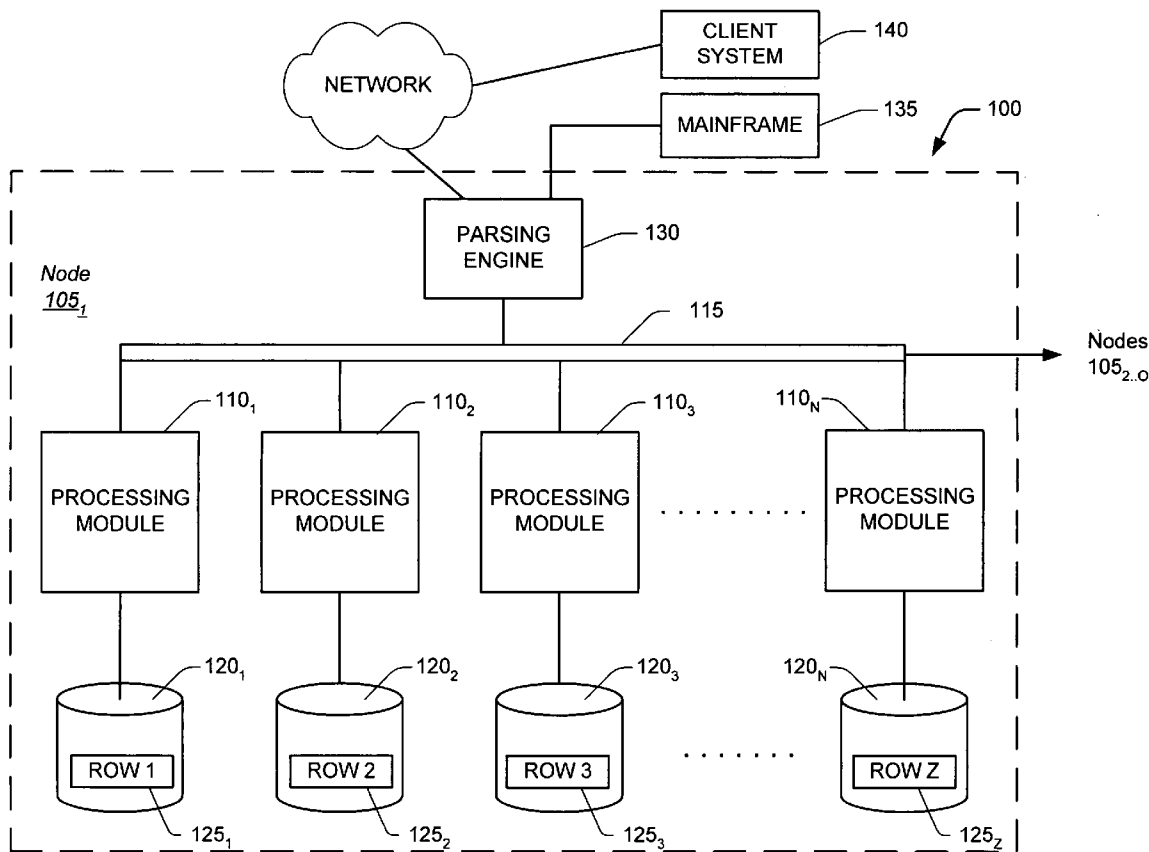 NETWORK
CLIENT
SYSTEM
140
MAINFRAME
135
100
PARSING
ENGINE
130
Node
105₁
115
Nodes
105₂..O
110₁
110₂
110₃
110N
PROCESSING
MODULE
PROCESSING
MODULE
PROCESSING
MODULE
. . . . . . . . .
PROCESSING
MODULE
120₁
120₂
120₃
120N
ROW 1
ROW 2
ROW 3
. . . . . . .
ROW Z
125₁
125₂
125₃
125Z